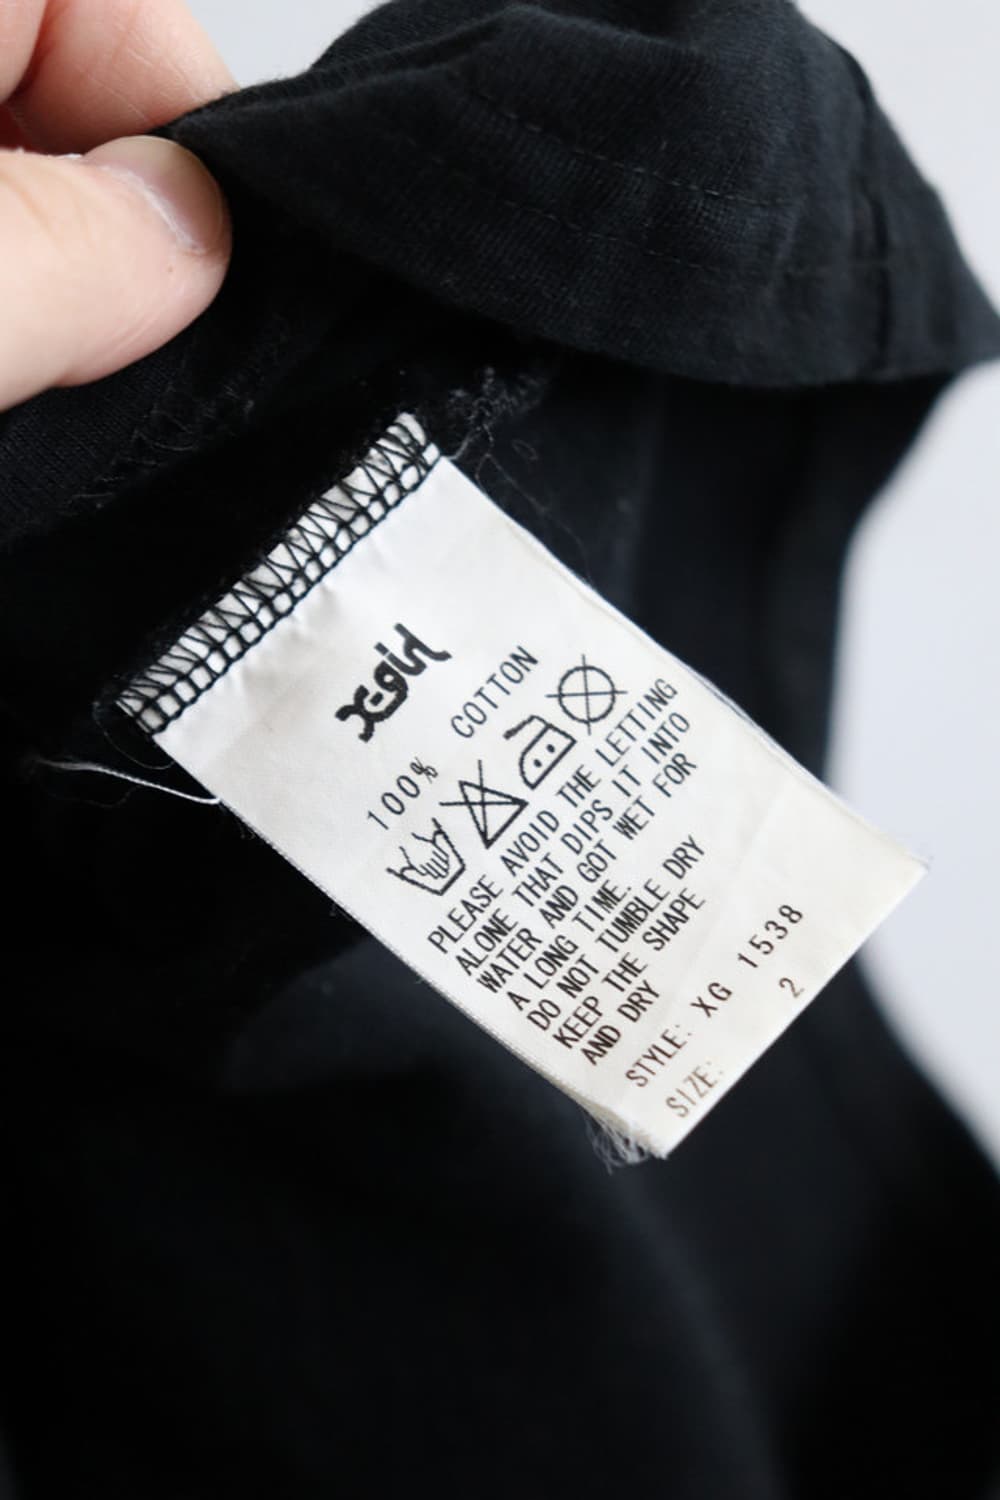 X-girl
100% COTTON
PLEASE AVOID THE LETTING
ALONE THAT DIPS IT INTO
WATER AND GOT WET FOR
A LONG TIME.
DO NOT TUMBLE DRY
KEEP THE SHAPE
AND DRY
STYLE: XG 1538
SIZE: 2